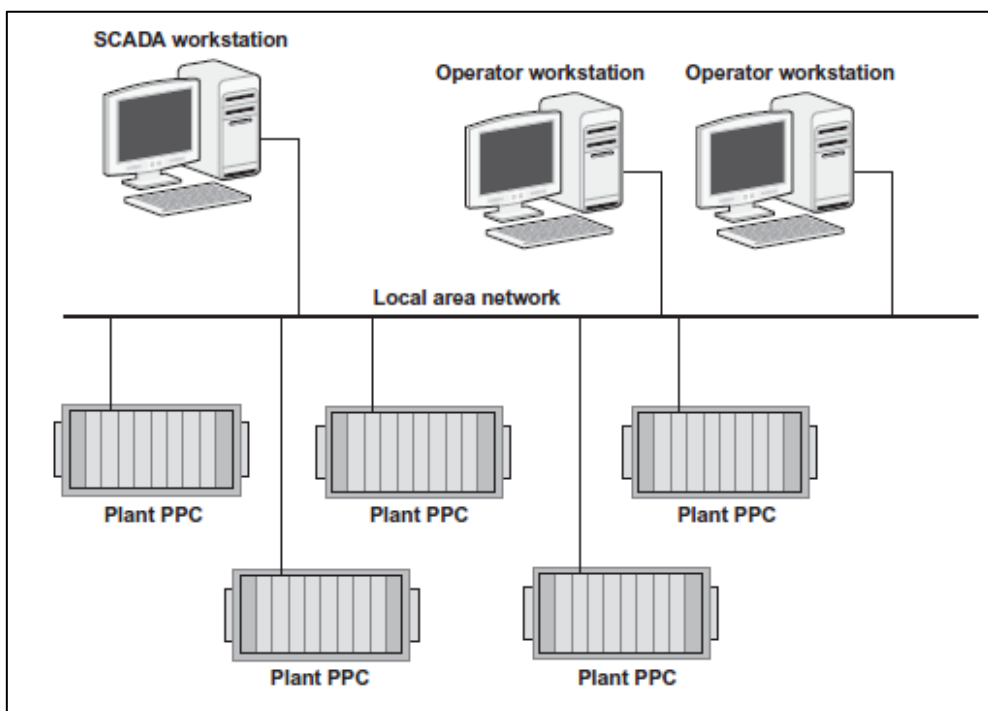 SCADA workstation
Operator workstation
Operator workstation
Local area network
Plant PPC
Plant PPC
Plant PPC
Plant PPC
Plant PPC